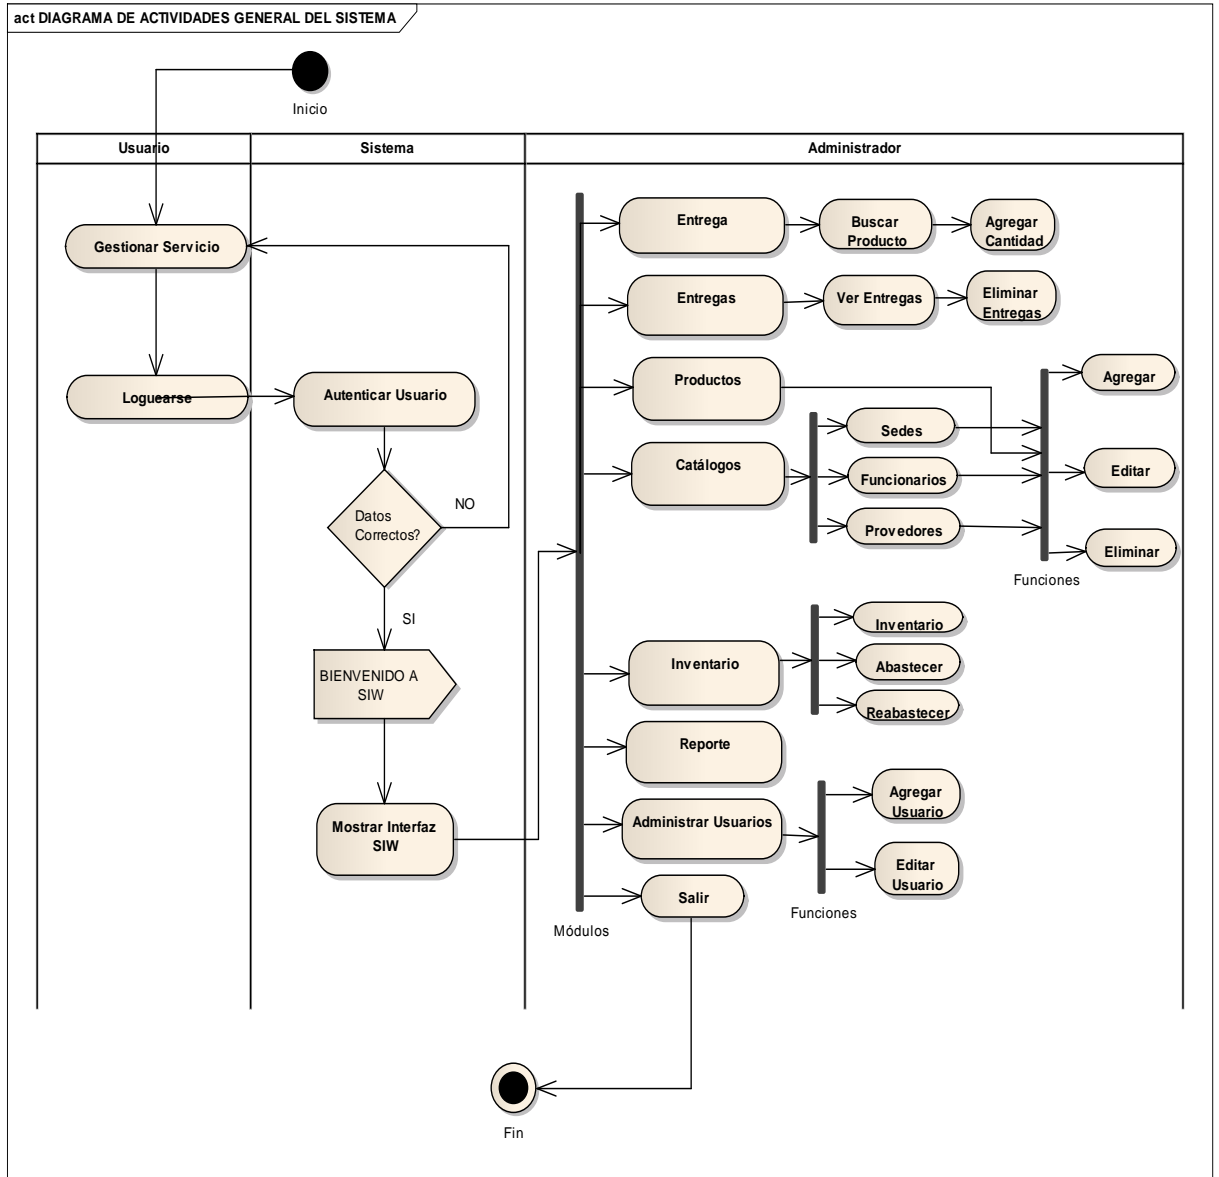 act DIAGRAMA DE ACTIVIDADES GENERAL DEL SISTEMA
Inicio
Usuario
Sistema
Administrador
Gestionar Servicio
Loguearse
Autenticar Usuario
Datos
Correctos?
NO
SI
BIENVENIDO A
SIW
Mostrar Interfaz
SIW
Entrega
Buscar
Producto
Agregar
Cantidad
Entregas
Ver Entregas
Eliminar
Entregas
Productos
Catálogos
Sedes
Funcionarios
Provedores
Agregar
Editar
Eliminar
Funciones
Inventario
Inventario
Abastecer
Reabastecer
Reporte
Administrar Usuarios
Agregar
Usuario
Editar
Usuario
Funciones
Salir
Módulos
Fin